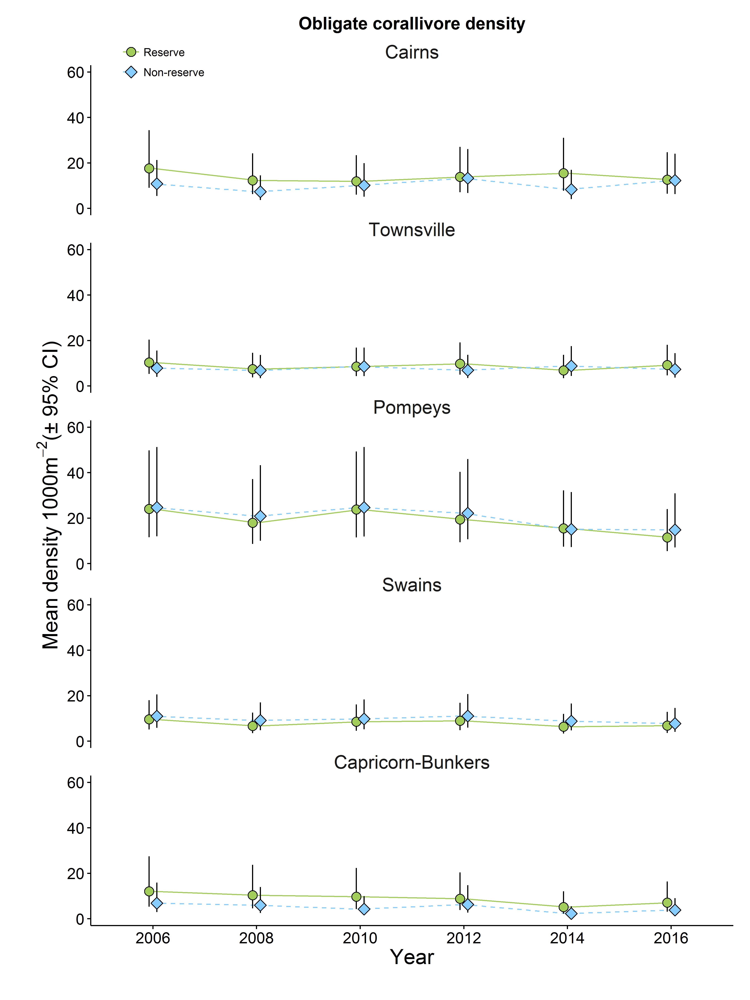 Obligate corallivore density
Cairns
Reserve
Non-reserve
60
40
20
0
Townsville
60
40
20
0
Pompeys
60
40
20
0
Swains
60
40
20
0
Capricorn-Bunkers
60
40
20
0
2006 2008 2010 2012 2014 2016
Year
Mean density 1000m⁻²(± 95% CI)